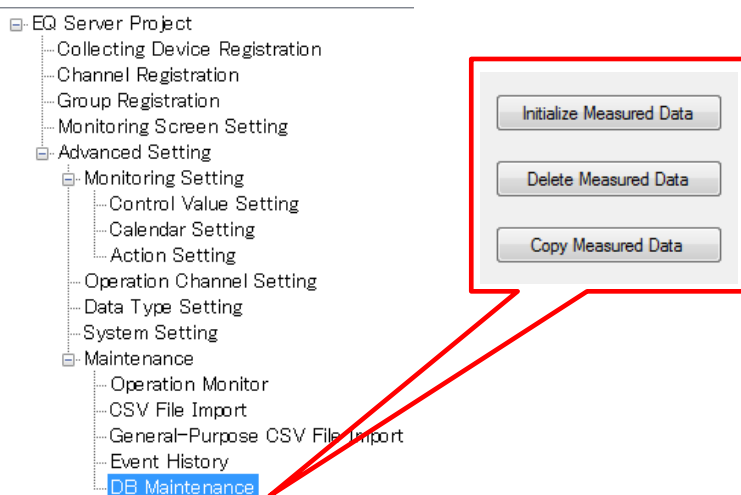 EQ Server Project
Collecting Device Registration
Channel Registration
Group Registration
Monitoring Screen Setting
Advanced Setting
Monitoring Setting
Control Value Setting
Calendar Setting
Action Setting
Operation Channel Setting
Data Type Setting
System Setting
Maintenance
Operation Monitor
CSV File Import
General-Purpose CSV File Import
Event History
DB Maintenance
Initialize Measured Data
Delete Measured Data
Copy Measured Data